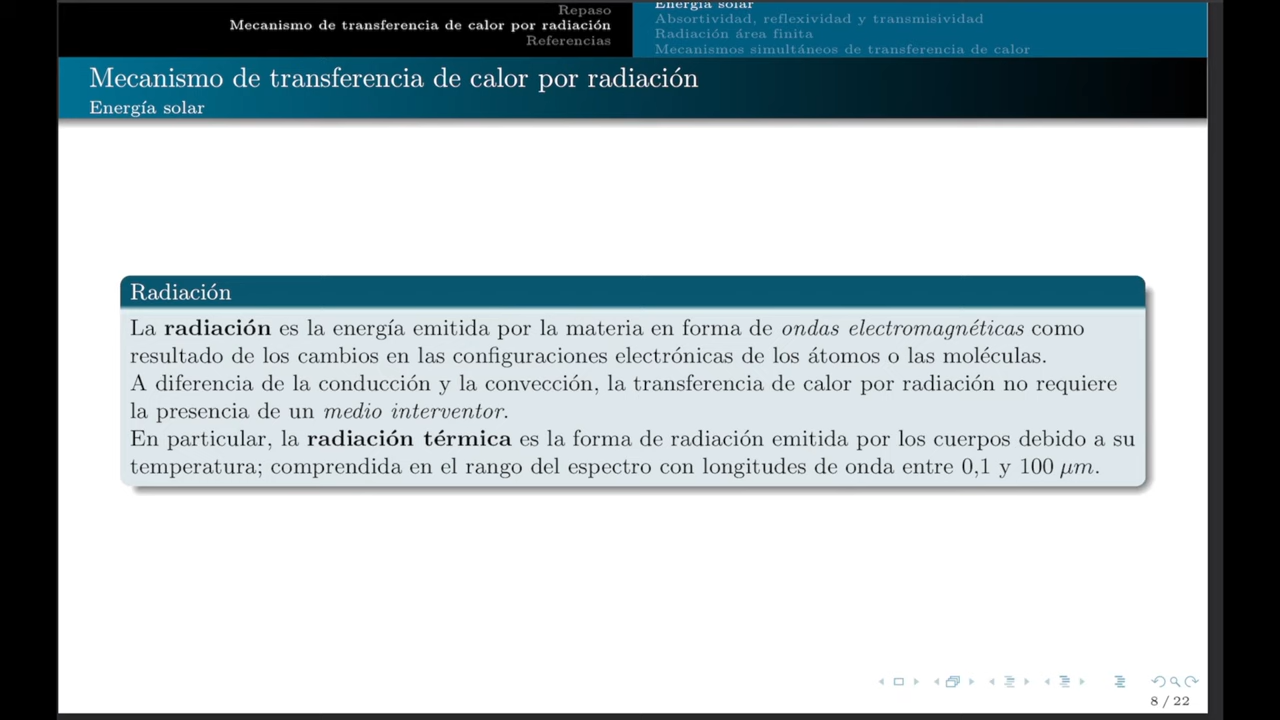 Repaso
Mecanismo de transferencia de calor por radiación
Referencias
Energía solar
Absortividad, reflexividad y transmisividad
Radiación área finita
Mecanismos simultáneos de transferencia de calor
Mecanismo de transferencia de calor por radiación
Energía solar
Radiación
La radiación es la energía emitida por la materia en forma de ondas electromagnéticas como
resultado de los cambios en las configuraciones electrónicas de los átomos o las moléculas.
A diferencia de la conducción y la convección, la transferencia de calor por radiación no requiere
la presencia de un medio interventor.
En particular, la radiación térmica es la forma de radiación emitida por los cuerpos debido a su
temperatura; comprendida en el rango del espectro con longitudes de onda entre 0,1 y 100 μm.
8 / 22